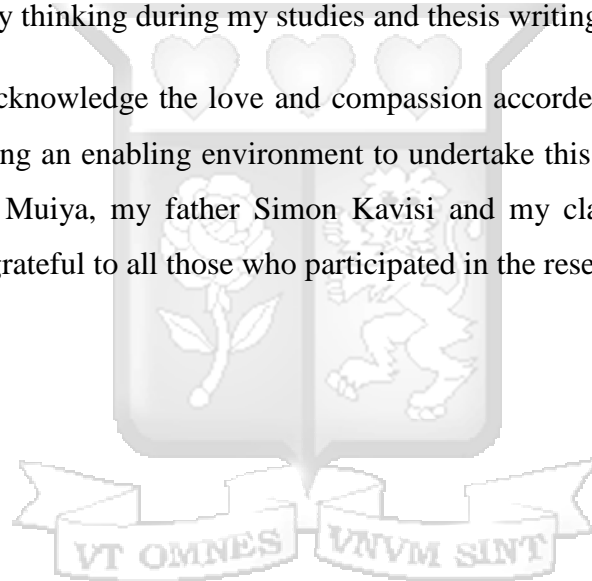 y thinking during my studies and thesis writing
cknowledge the love and compassion accorde
ng an enabling environment to undertake this
Muiya, my father Simon Kavisi and my cla
grateful to all those who participated in the rese
VT OMNES VNVM SINT